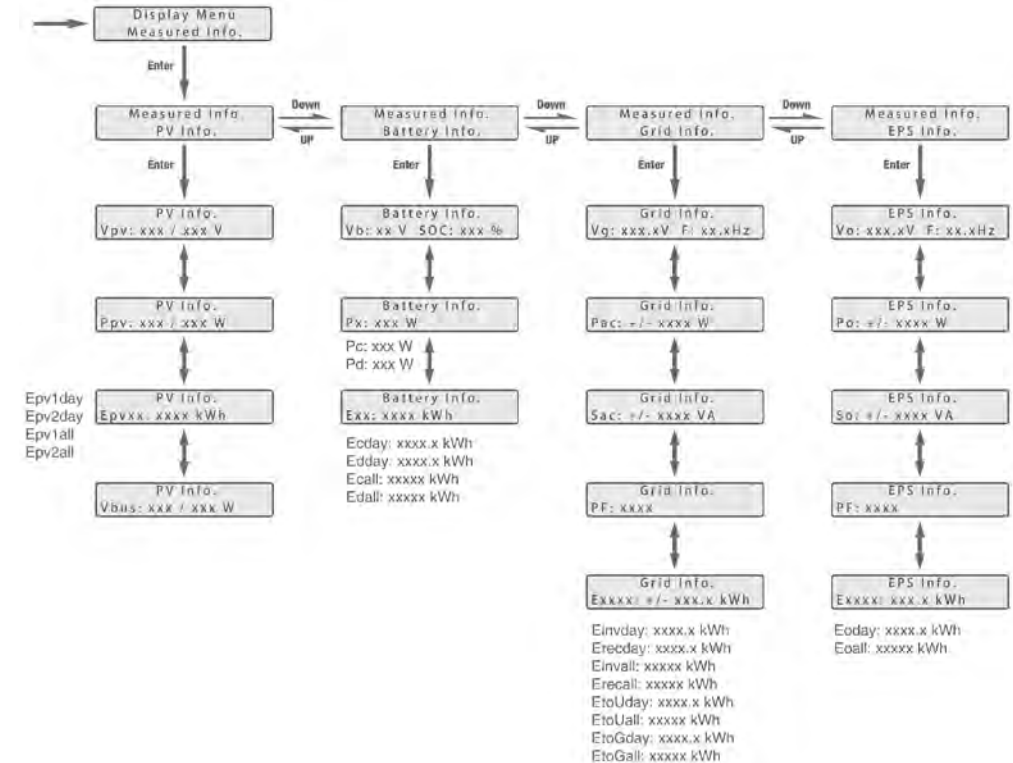 Display Menu
Measured Info.
Enter
Measured Info.
PV Info.
Down
UP
Measured Info.
Battery Info.
Down
UP
Measured Info.
Grid Info.
Down
UP
Measured Info.
EPS Info.
Enter
Enter
Enter
Enter
PV Info.
Vpv: xxx / xxx V
Battery Info.
Vb: xx V SOC: xxx %
Grid Info.
Vg: xxx.xV F: xx.xHz
EPS Info.
Vo: xxx.xV F: xx.xHz
PV Info.
Ppv: xxx / xxx W
Battery Info.
Px: xxx W
Pc: xxx W
Pd: xxx W
Grid Info.
Pac: +/- xxxx W
EPS Info.
Po: +/- xxxx W
Epv1day
Epv2day
Epv1all
Epv2all
PV Info.
Epvxx: xxxx kWh
Battery Info.
Exx: xxxx kWh
Ecday: xxxx.x kWh
Edday: xxxx.x kWh
Ecall: xxxxx kWh
Edall: xxxxx kWh
Grid Info.
Sac: +/- xxxx VA
EPS Info.
So: +/- xxxx VA
PV Info.
Vbus: xxx / xxx W
Grid Info.
PF: xxxx
EPS Info.
PF: xxxx
Grid Info.
Exxxx: +/- xxx.x kWh
Einvday: xxxx.x kWh
Erecday: xxxx.x kWh
Einvall: xxxxx kWh
Erecall: xxxxx kWh
EtoUday: xxxx.x kWh
EtoUall: xxxxx kWh
EtoGday: xxxx.x kWh
EtoGall: xxxxx kWh
EPS Info.
Exxxx: xxx.x kWh
Eoday: xxxx.x kWh
Eoall: xxxxx kWh